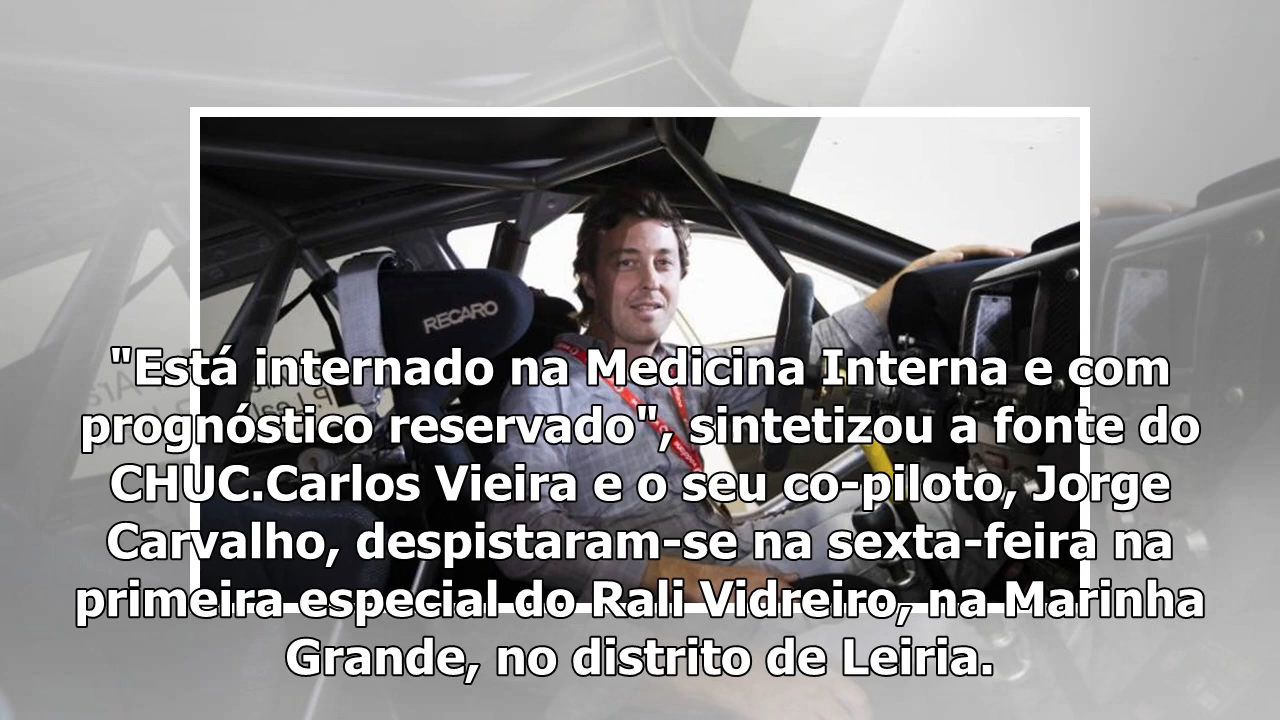 RECARO
"Está internado na Medicina Interna e com
prognóstico reservado", sintetizou a fonte do
CHUC.Carlos Vieira e o seu co-piloto, Jorge
Carvalho, despistaram-se na sexta-feira na
primeira especial do Rali Vidreiro, na Marinha
Grande, no distrito de Leiria.